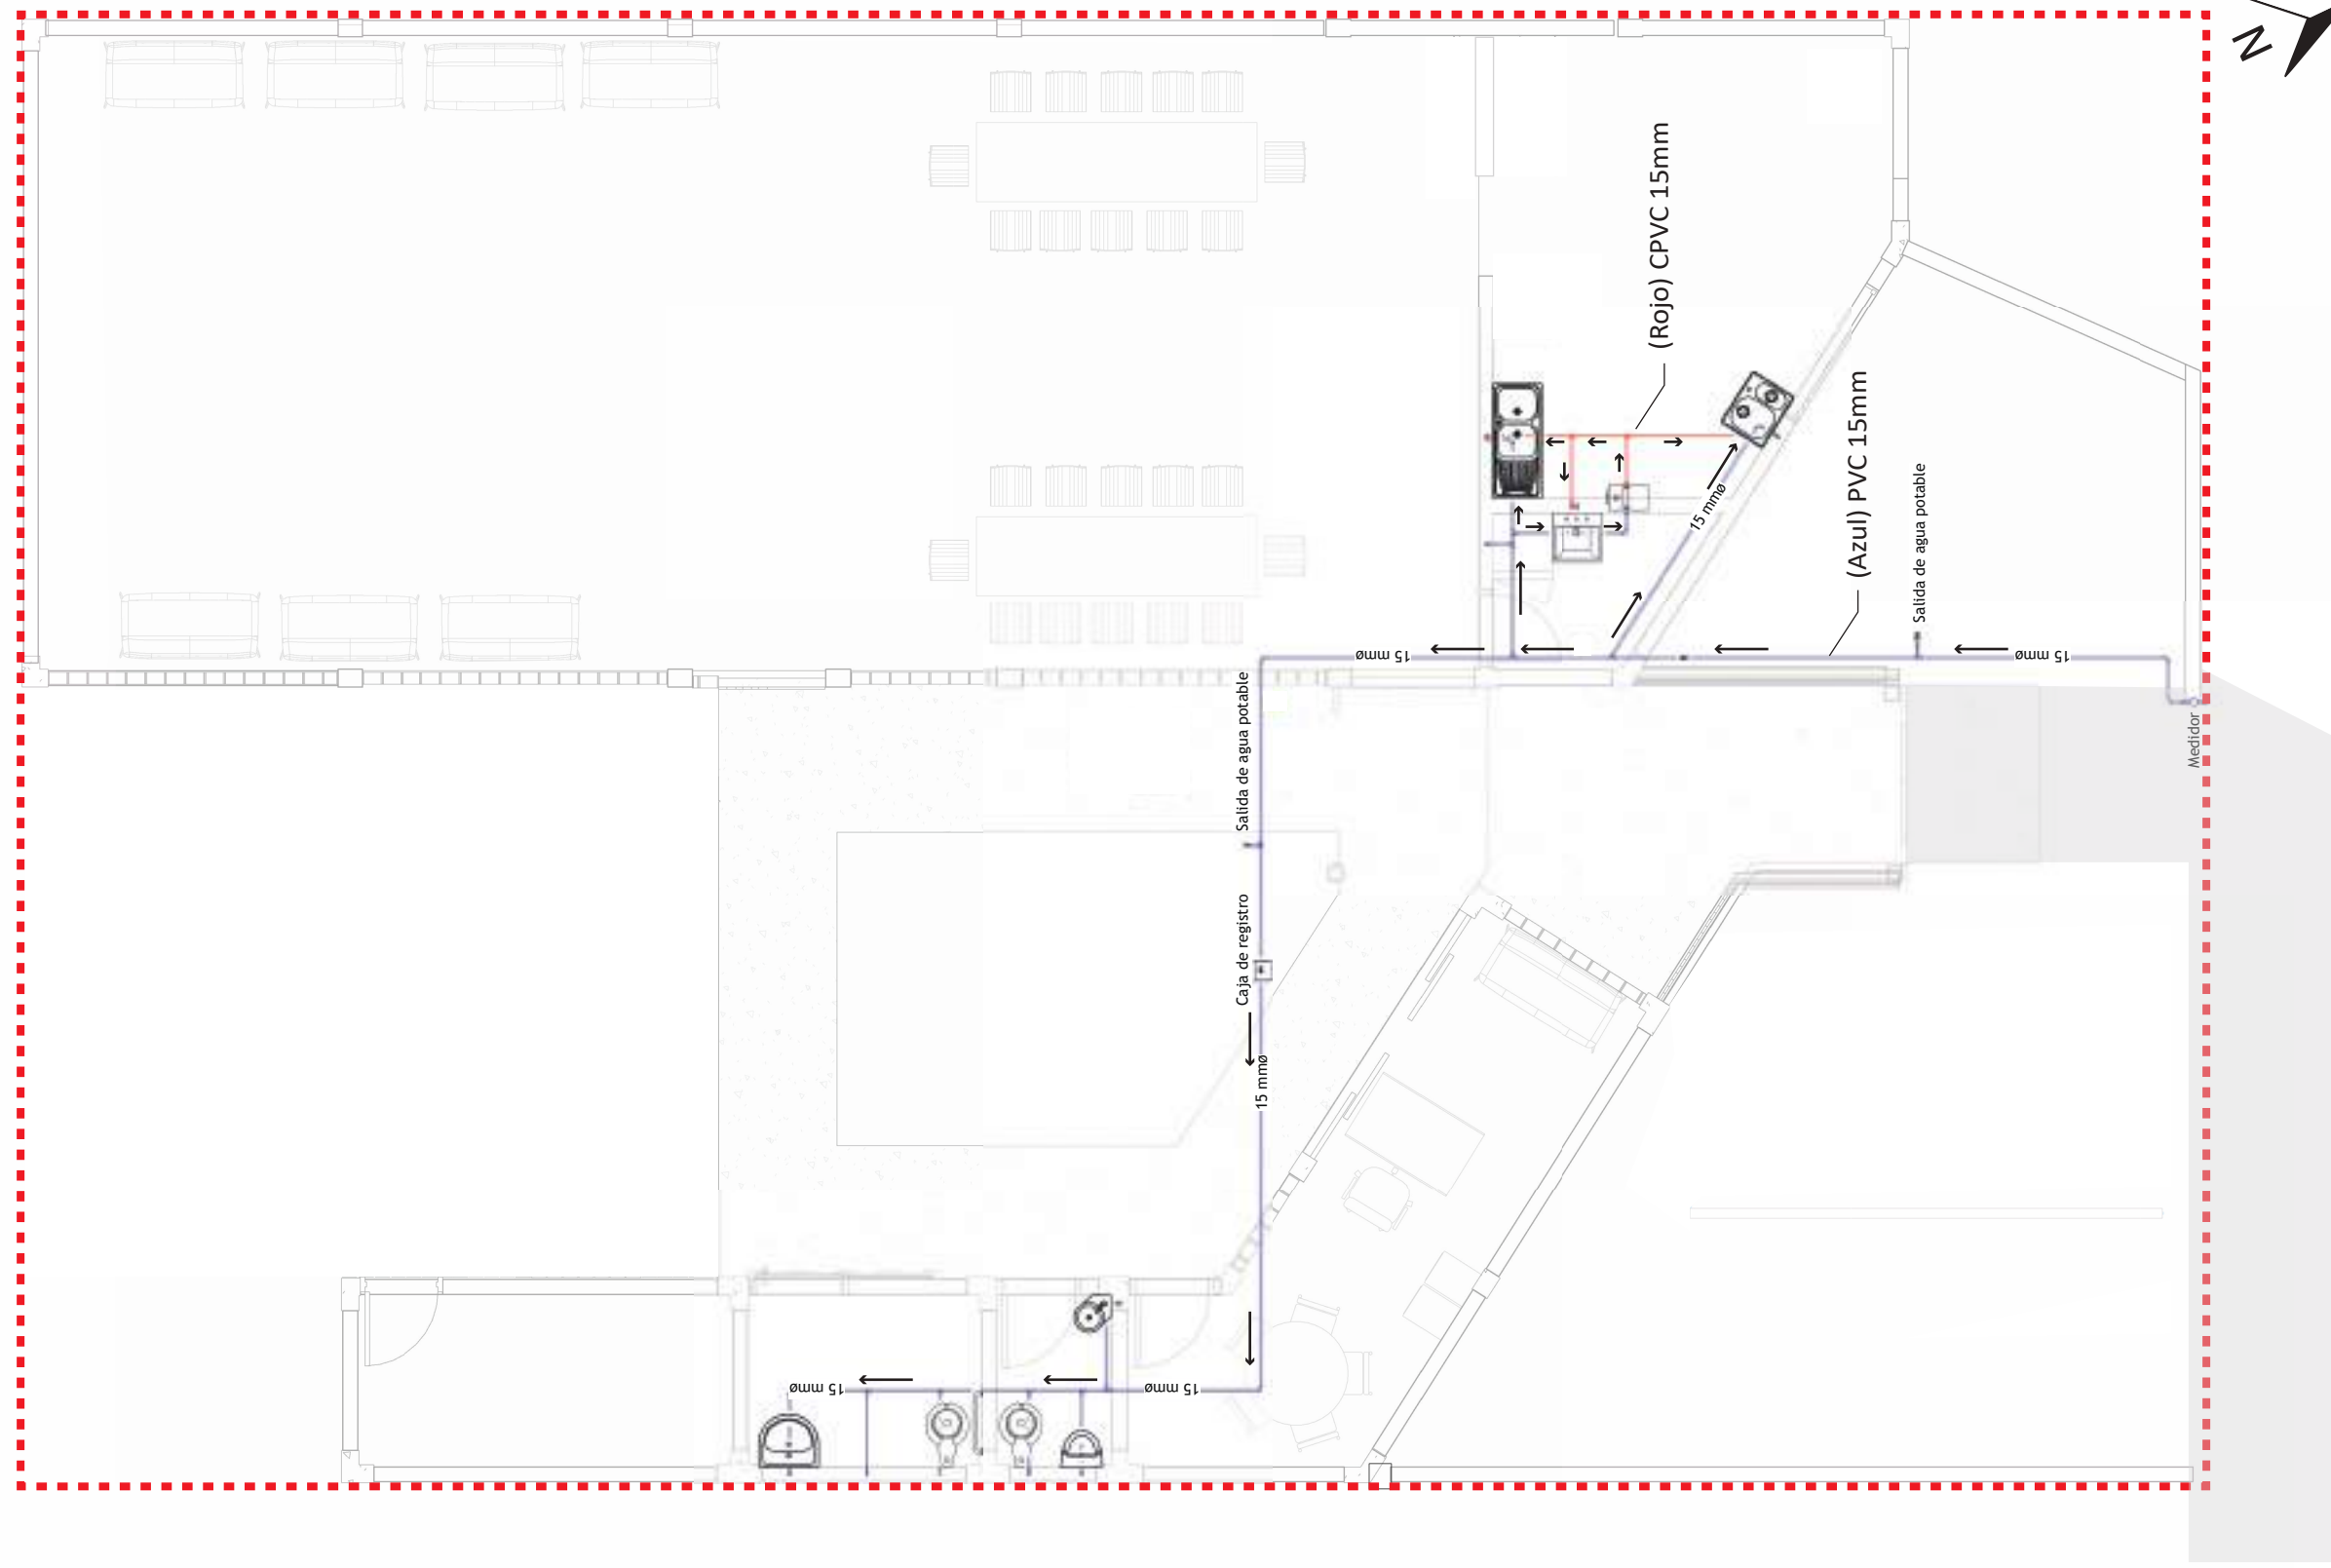 N
(Rojo) CPVC 15mm
(Azul) PVC 15mm
Salida de agua potable
15 mmø
15 mmø
15 mmø
Medidor
Salida de agua potable
Caja de registro
15 mmø
15 mmø
15 mmø